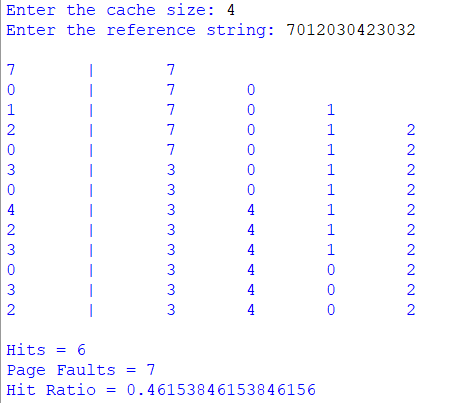 Enter the cache size: 4
Enter the reference string: 7012030423032
7 | 7
0 | 7 0
1 | 7 0 1
2 | 7 0 1 2
0 | 7 0 1 2
3 | 3 0 1 2
0 | 3 0 1 2
4 | 3 4 1 2
2 | 3 4 1 2
3 | 3 4 1 2
0 | 3 4 0 2
3 | 3 4 0 2
2 | 3 4 0 2
Hits = 6
Page Faults = 7
Hit Ratio = 0.46153846153846156